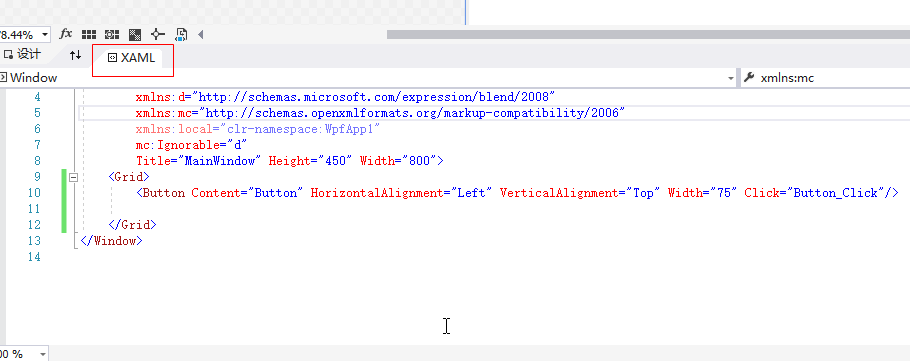 78.44%
fx
设计
XAML
Window
xmlns:mc
4 xmlns:d="http://schemas.microsoft.com/expression/blend/2008"
5 xmlns:mc="http://schemas.openxmlformats.org/markup-compatibility/2006"
6 xmlns:local="clr-namespace:WpfApp1"
7 mc:Ignorable="d"
8 Title="MainWindow" Height="450" Width="800">
9 <Grid>
10 <Button Content="Button" HorizontalAlignment="Left" VerticalAlignment="Top" Width="75" Click="Button_Click"/>
11
12 </Grid>
13 </Window>
14
00 %